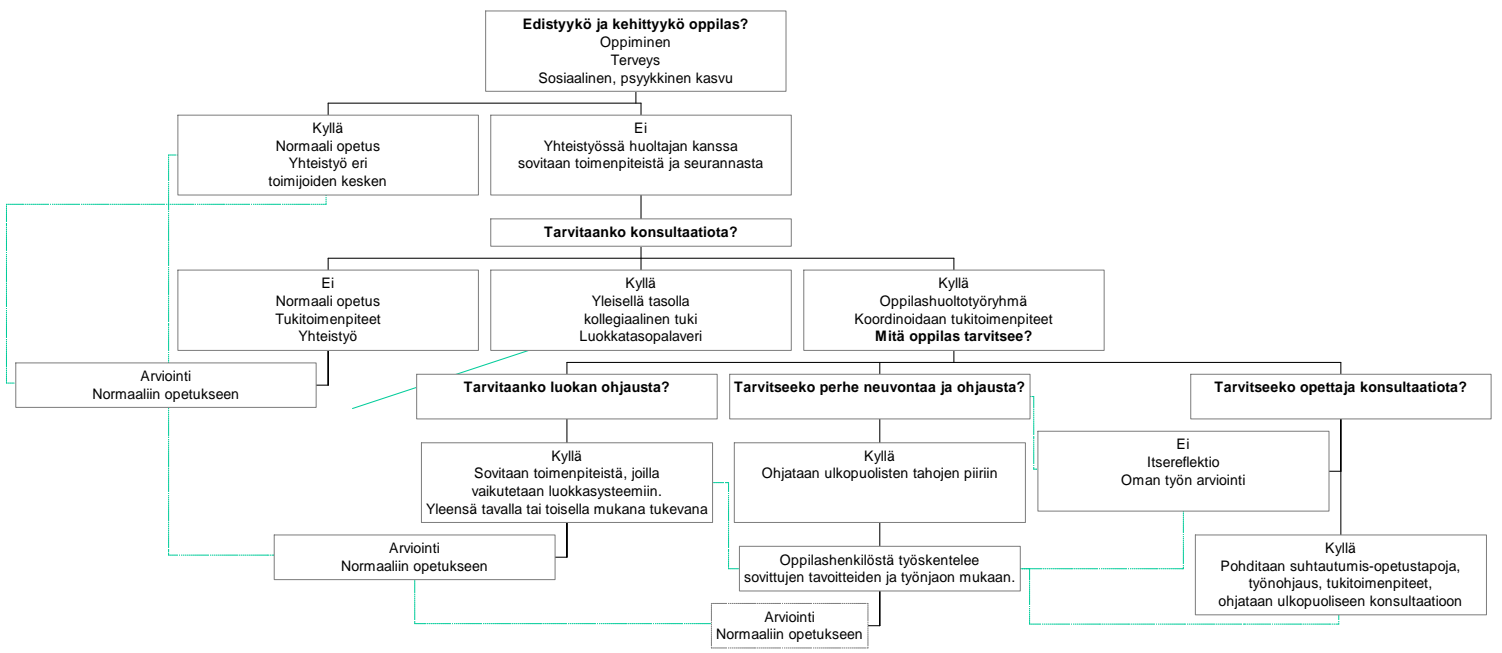 Edistyykö ja kehittyykö oppilas?
Oppiminen
Terveys
Sosiaalinen, psyykkinen kasvu
Kyllä
Normaali opetus
Yhteistyö eri
toimijoiden kesken
Ei
Yhteistyössä huoltajan kanssa
sovitaan toimenpiteistä ja seurannasta
Tarvitaanko konsultaatiota?
Ei
Normaali opetus
Tukitoimenpiteet
Yhteistyö
Kyllä
Yleisellä tasolla
kollegiaalinen tuki
Luokkatasopalaveri
Kyllä
Oppilashuoltotyöryhmä
Koordinoidaan tukitoimenpiteet
Mitä oppilas tarvitsee?
Arviointi
Normaaliin opetukseen
Tarvitaanko luokan ohjausta?
Tarvitseeko perhe neuvontaa ja ohjausta?
Tarvitseeko opettaja konsultaatiota?
Kyllä
Sovitaan toimenpiteistä, joilla
vaikutetaan luokkasysteemiin.
Yleensä tavalla tai toisella mukana tukevana
Kyllä
Ohjataan ulkopuolisten tahojen piiriin
Ei
Itsereflektio
Oman työn arviointi
Arviointi
Normaaliin opetukseen
Oppilashenkilöstä työskentelee
sovittujen tavoitteiden ja työnjaon mukaan.
Kyllä
Pohditaan suhtautumis-opetustapoja,
työnohjaus, tukitoimenpiteet,
ohjataan ulkopuoliseen konsultaatioon
Arviointi
Normaaliin opetukseen